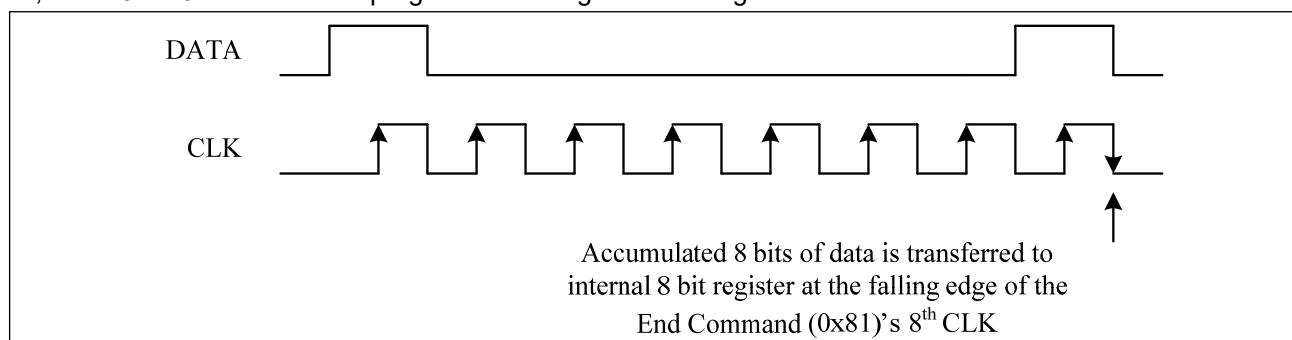 DATA
CLK
Accumulated 8 bits of data is transferred to
internal 8 bit register at the falling edge of the
End Command (0x81)'s 8th CLK